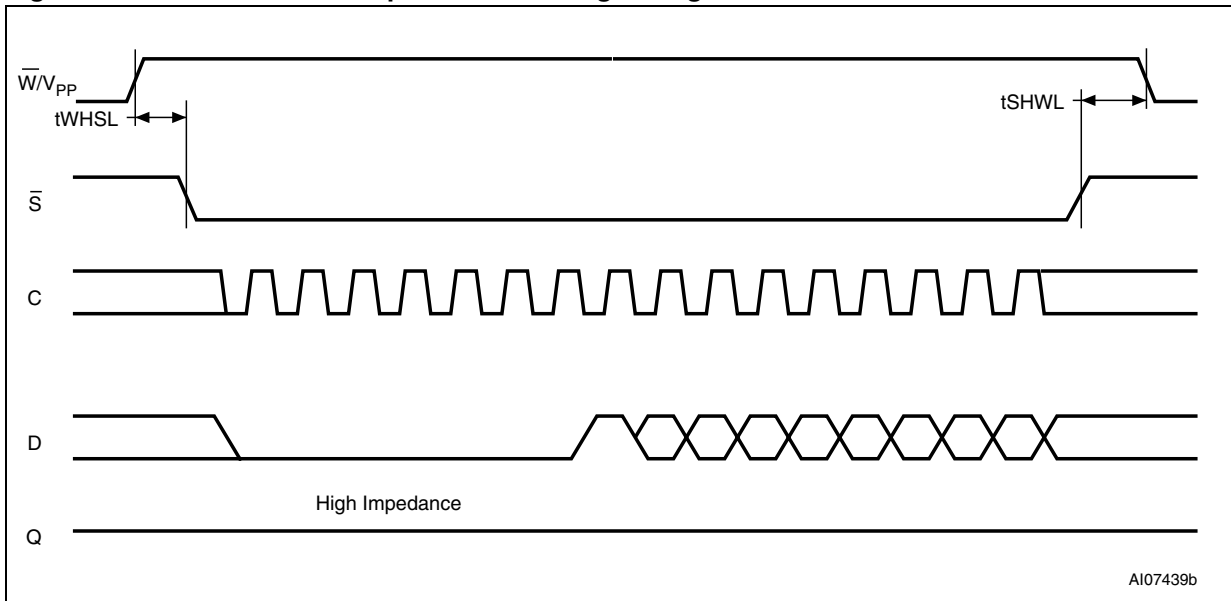 W̅/VPP
tWHSL
tSHWL
S̅
C
D
High Impedance
Q
AI07439b